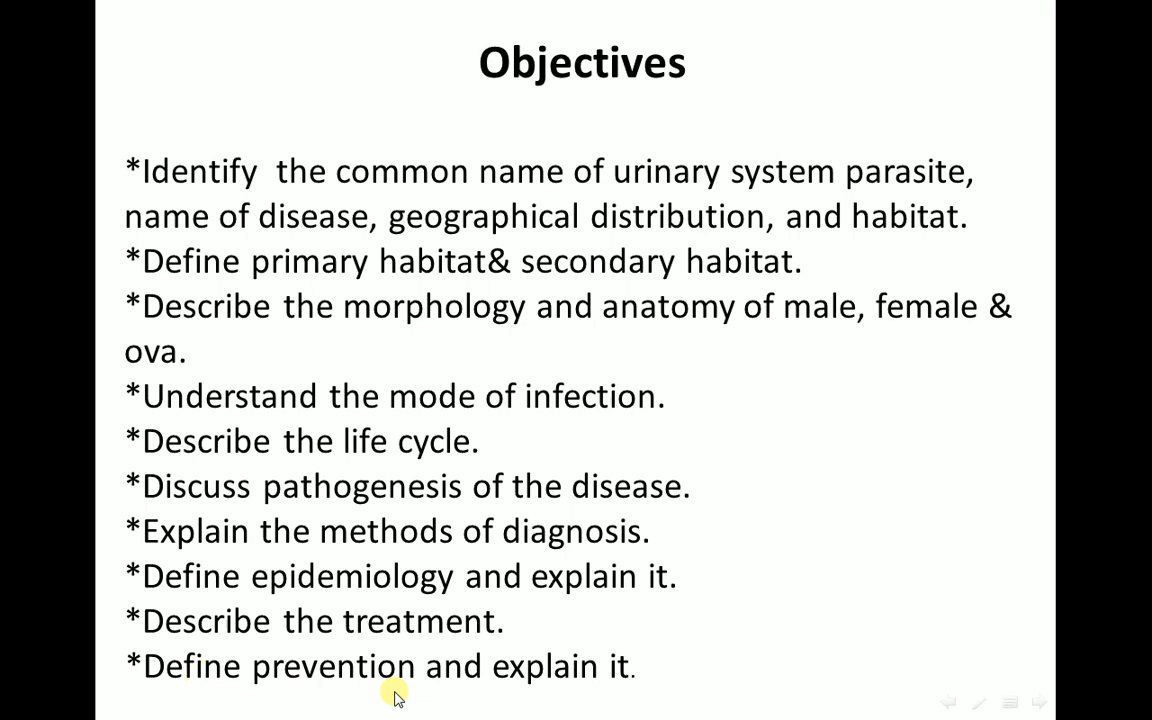 Objectives
*Identify  the common name of urinary system parasite,
name of disease, geographical distribution, and habitat.
*Define primary habitat& secondary habitat.
*Describe the morphology and anatomy of male, female &
ova.
*Understand the mode of infection.
*Describe the life cycle.
*Discuss pathogenesis of the disease.
*Explain the methods of diagnosis.
*Define epidemiology and explain it.
*Describe the treatment.
*Define prevention and explain it.